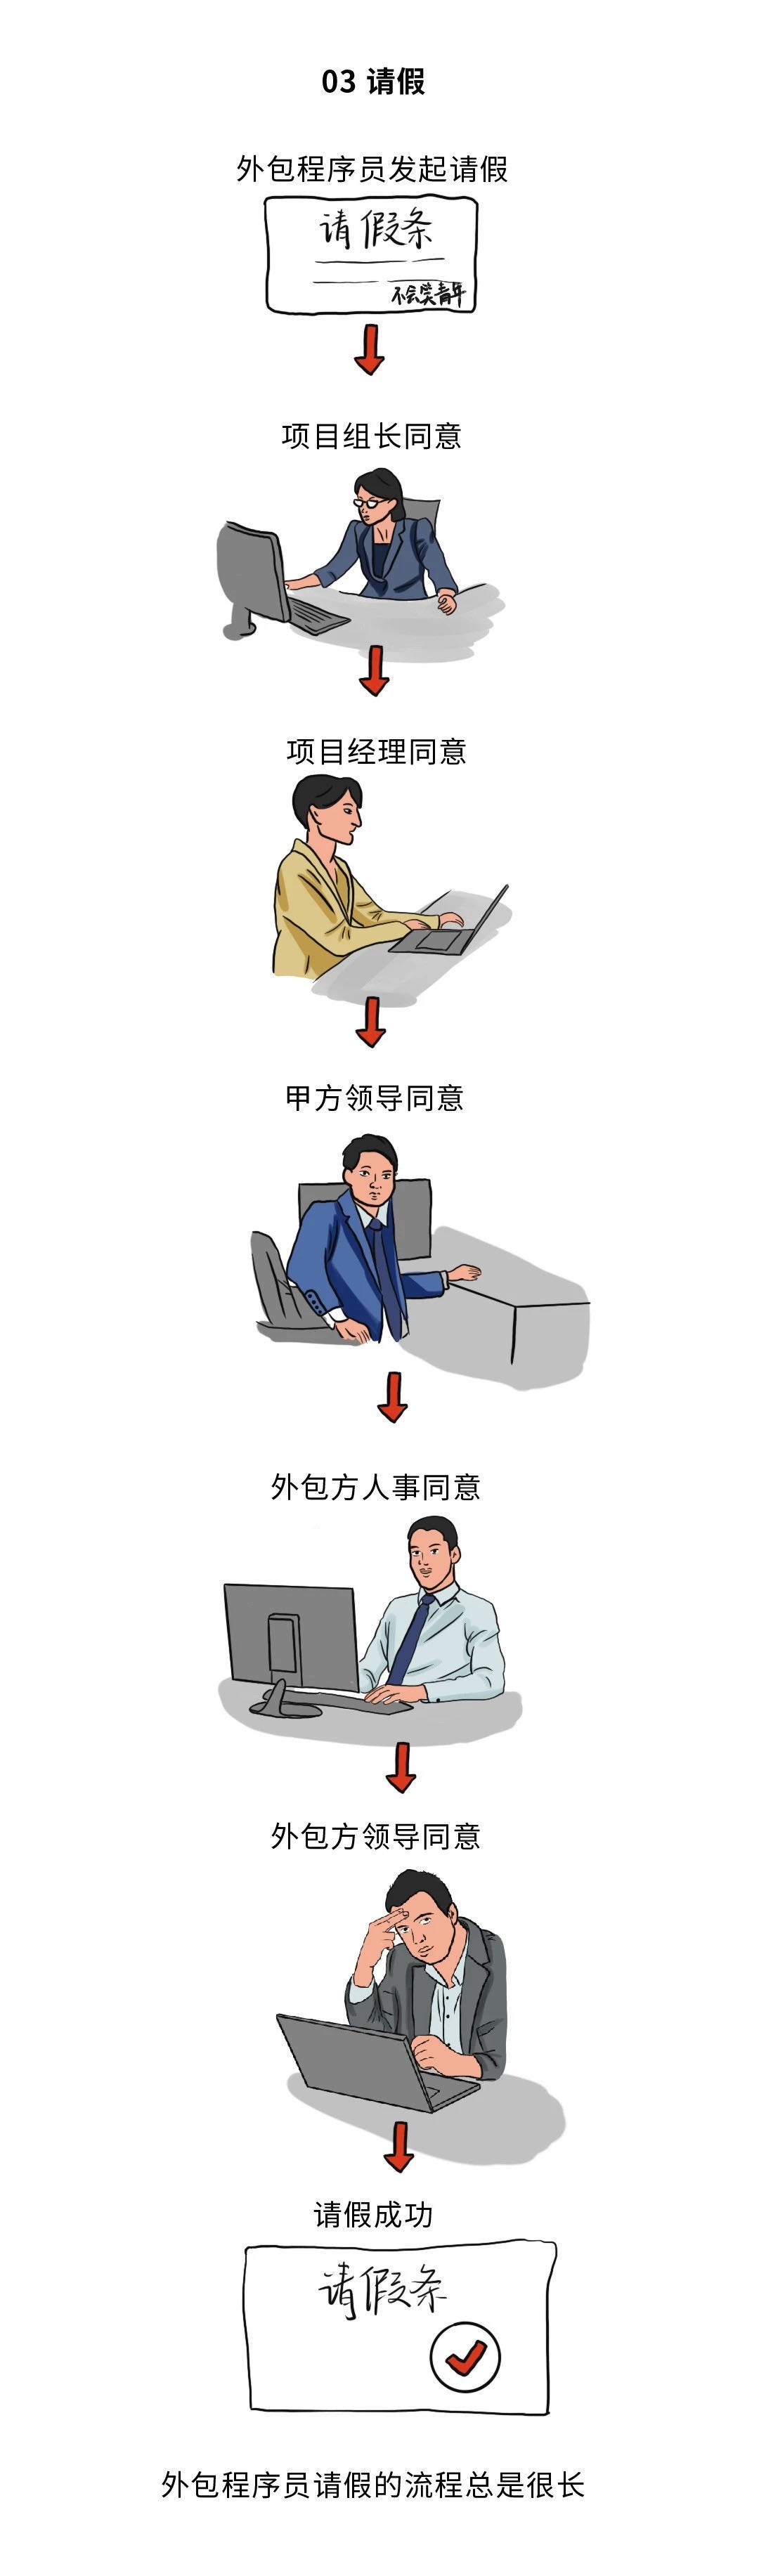 03 请假
外包程序员发起请假
请假条
不会笑青年
项目组长同意
项目经理同意
甲方领导同意
外包方人事同意
外包方领导同意
请假成功
请假条
外包程序员请假的流程总是很长